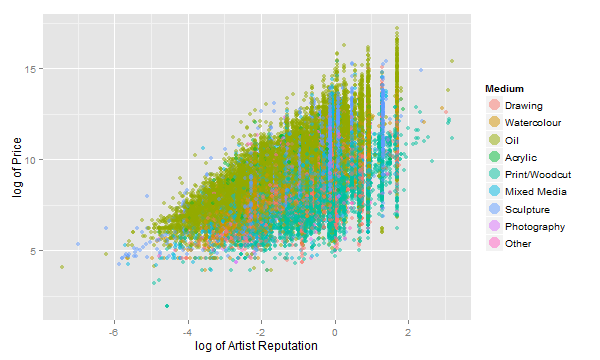 15
10
5
log of Price
-6
-4
-2
0
2
log of Artist Reputation
Medium
Drawing
Watercolour
Oil
Acrylic
Print/Woodcut
Mixed Media
Sculpture
Photography
Other